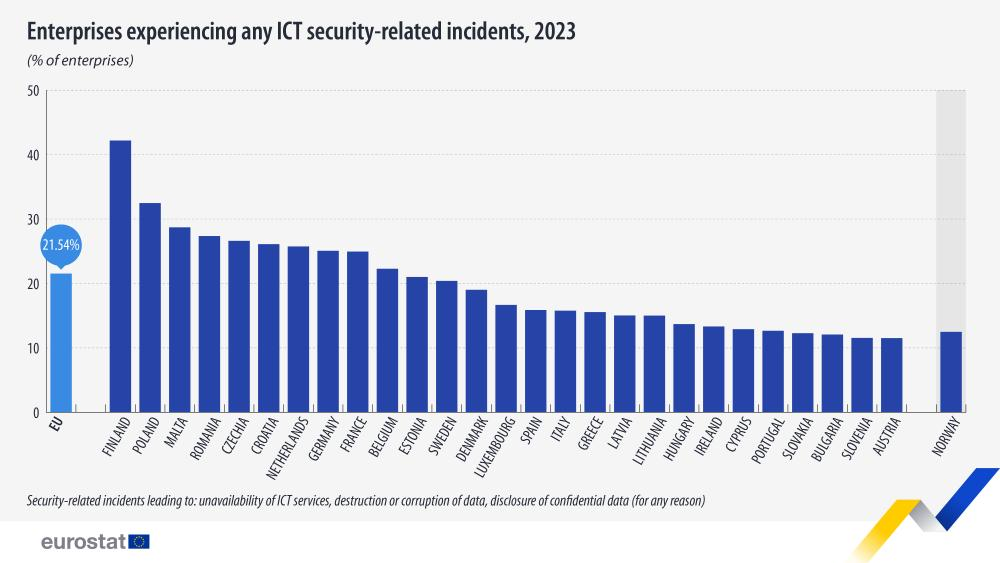 Enterprises experiencing any ICT security-related incidents, 2023
(% of enterprises)
50
40
30
20
10
0
21.54%
EU
FINLAND
POLAND
MALTA
ROMANIA
CZECHIA
CROATIA
NETHERLANDS
GERMANY
FRANCE
BELGIUM
ESTONIA
SWEDEN
DENMARK
LUXEMBOURG
SPAIN
ITALY
GREECE
LATVIA
LITHUANIA
HUNGARY
IRELAND
CYPRUS
PORTUGAL
SLOVAKIA
BULGARIA
SLOVENIA
AUSTRIA
NORWAY
Security-related incidents leading to: unavailability of ICT services, destruction or corruption of data, disclosure of confidential data (for any reason)
eurostat